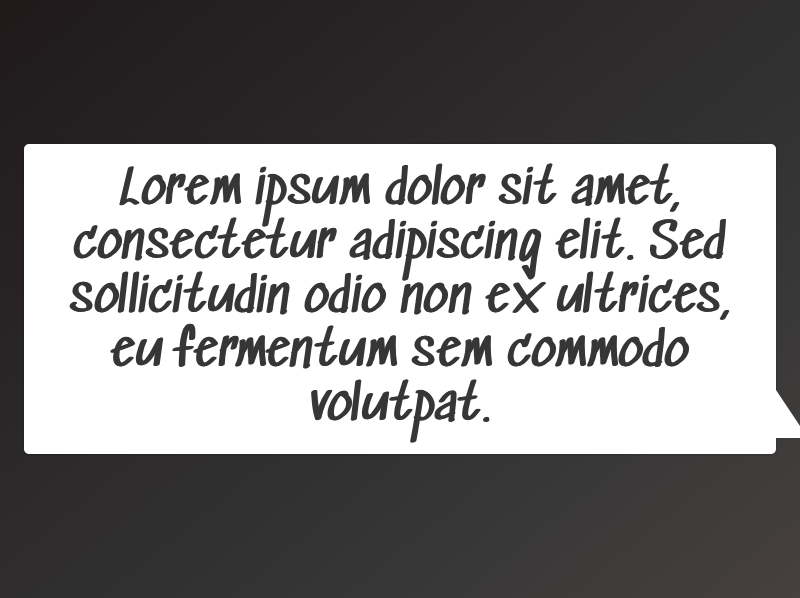 Lorem ipsum dolor sit amet,
consectetur adipiscing elit. Sed
sollicitudin odio non ex ultrices,
eu fermentum sem commodo
volutpat.